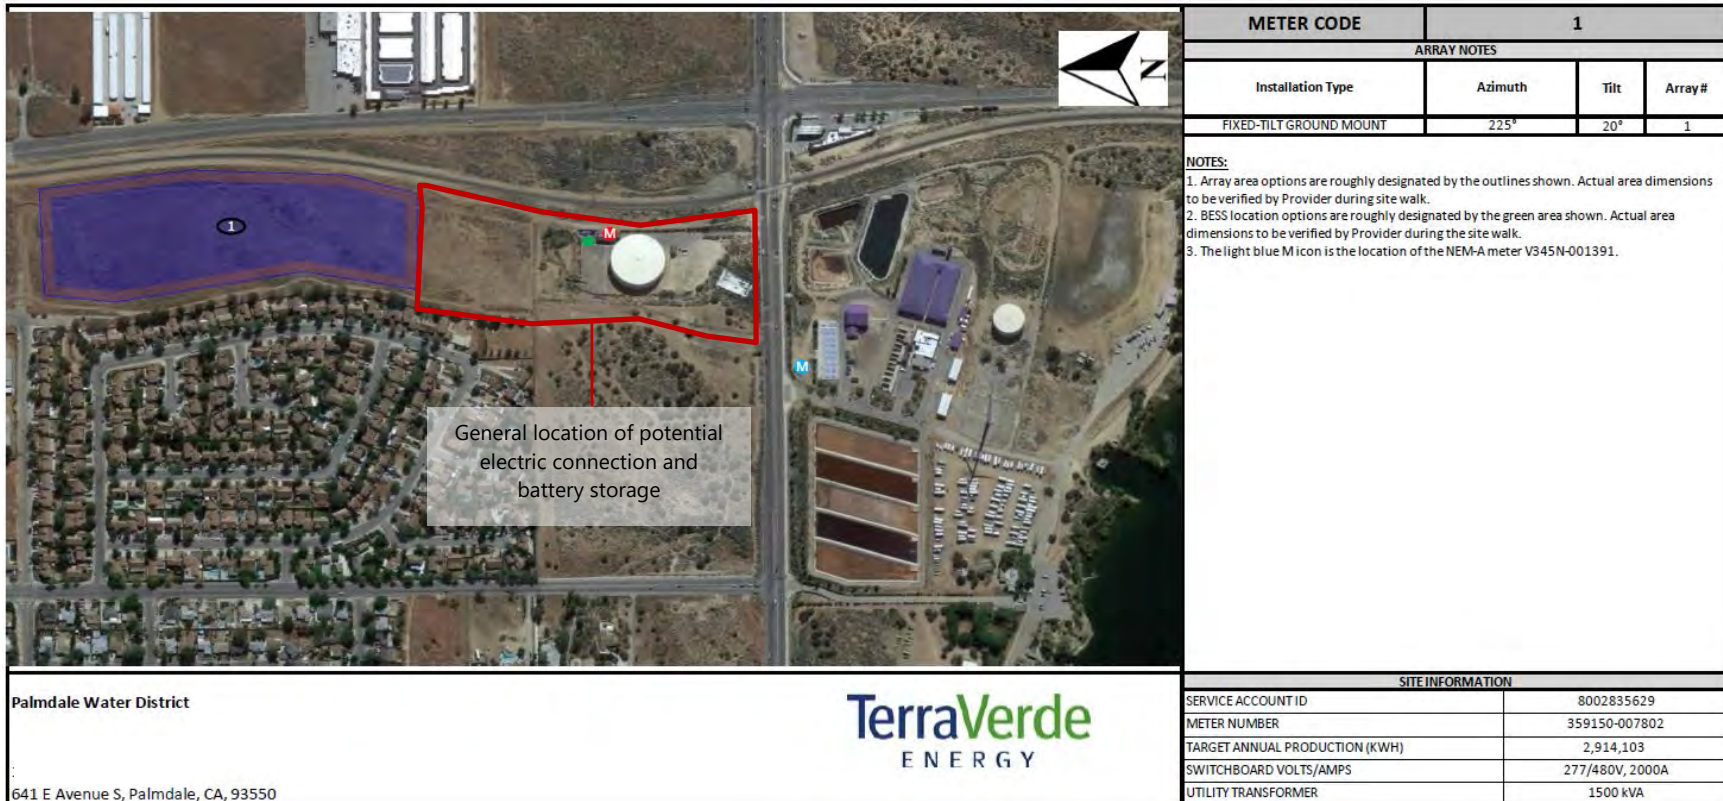 N
1
M
M
General location of potential
electric connection and
battery storage
METER CODE 1
ARRAY NOTES
Installation Type Azimuth Tilt Array #
FIXED-TILT GROUND MOUNT 225° 20° 1
NOTES:
1. Array area options are roughly designated by the outlines shown. Actual area dimensions
to be verified by Provider during site walk.
2. BESS location options are roughly designated by the green area shown. Actual area
dimensions to be verified by Provider during the site walk.
3. The light blue M icon is the location of the NEM-A meter V345N-001391.
Palmdale Water District
:
641 E Avenue S, Palmdale, CA, 93550
TerraVerde
ENERGY
SITE INFORMATION
SERVICE ACCOUNT ID 8002835629
METER NUMBER 359150-007802
TARGET ANNUAL PRODUCTION (KWH) 2,914,103
SWITCHBOARD VOLTS/AMPS 277/480V, 2000A
UTILITY TRANSFORMER 1500 kVA